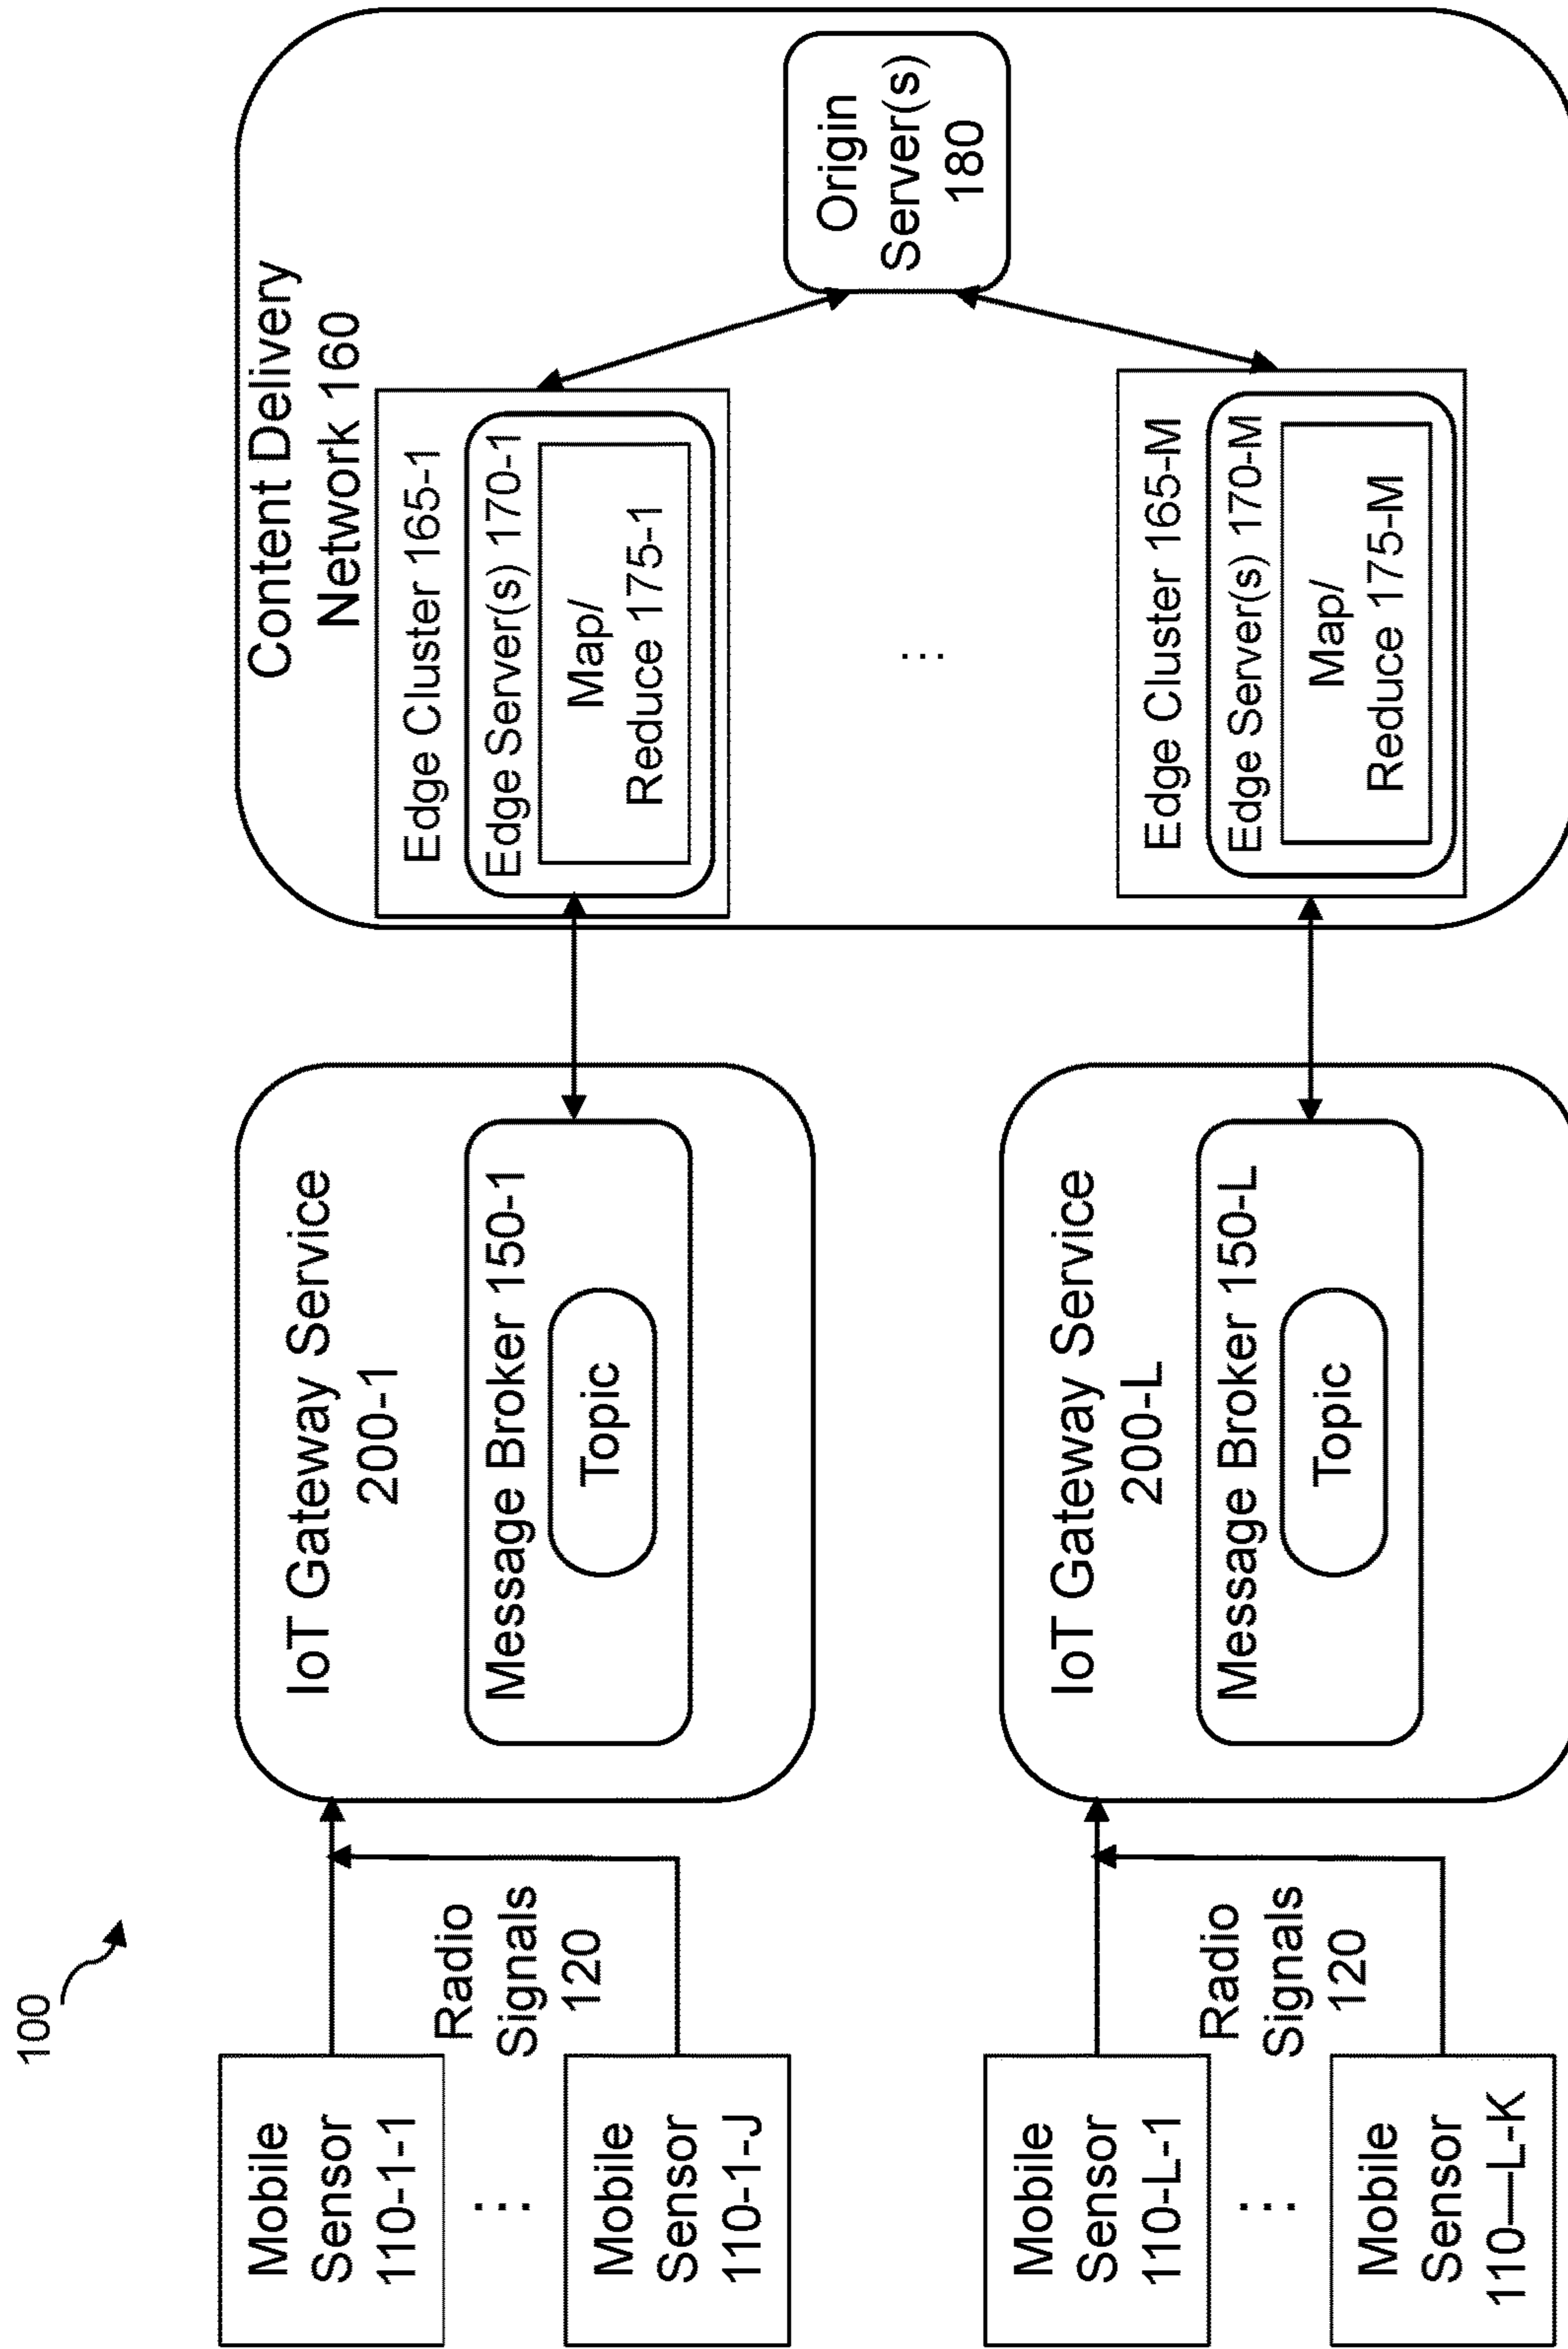 100
Mobile
Sensor
110-1-1
...
Mobile
Sensor
110-1-J
Radio
Signals
120
IoT Gateway Service
200-1
Message Broker 150-1
Topic
Mobile
Sensor
110-L-1
...
Mobile
Sensor
110—L-K
Radio
Signals
120
IoT Gateway Service
200-L
Message Broker 150-L
Topic
Content Delivery
Network 160
Edge Cluster 165-1
Edge Server(s) 170-1
Map/
Reduce 175-1
...
Edge Cluster 165-M
Edge Server(s) 170-M
Map/
Reduce 175-M
Origin
Server(s)
180